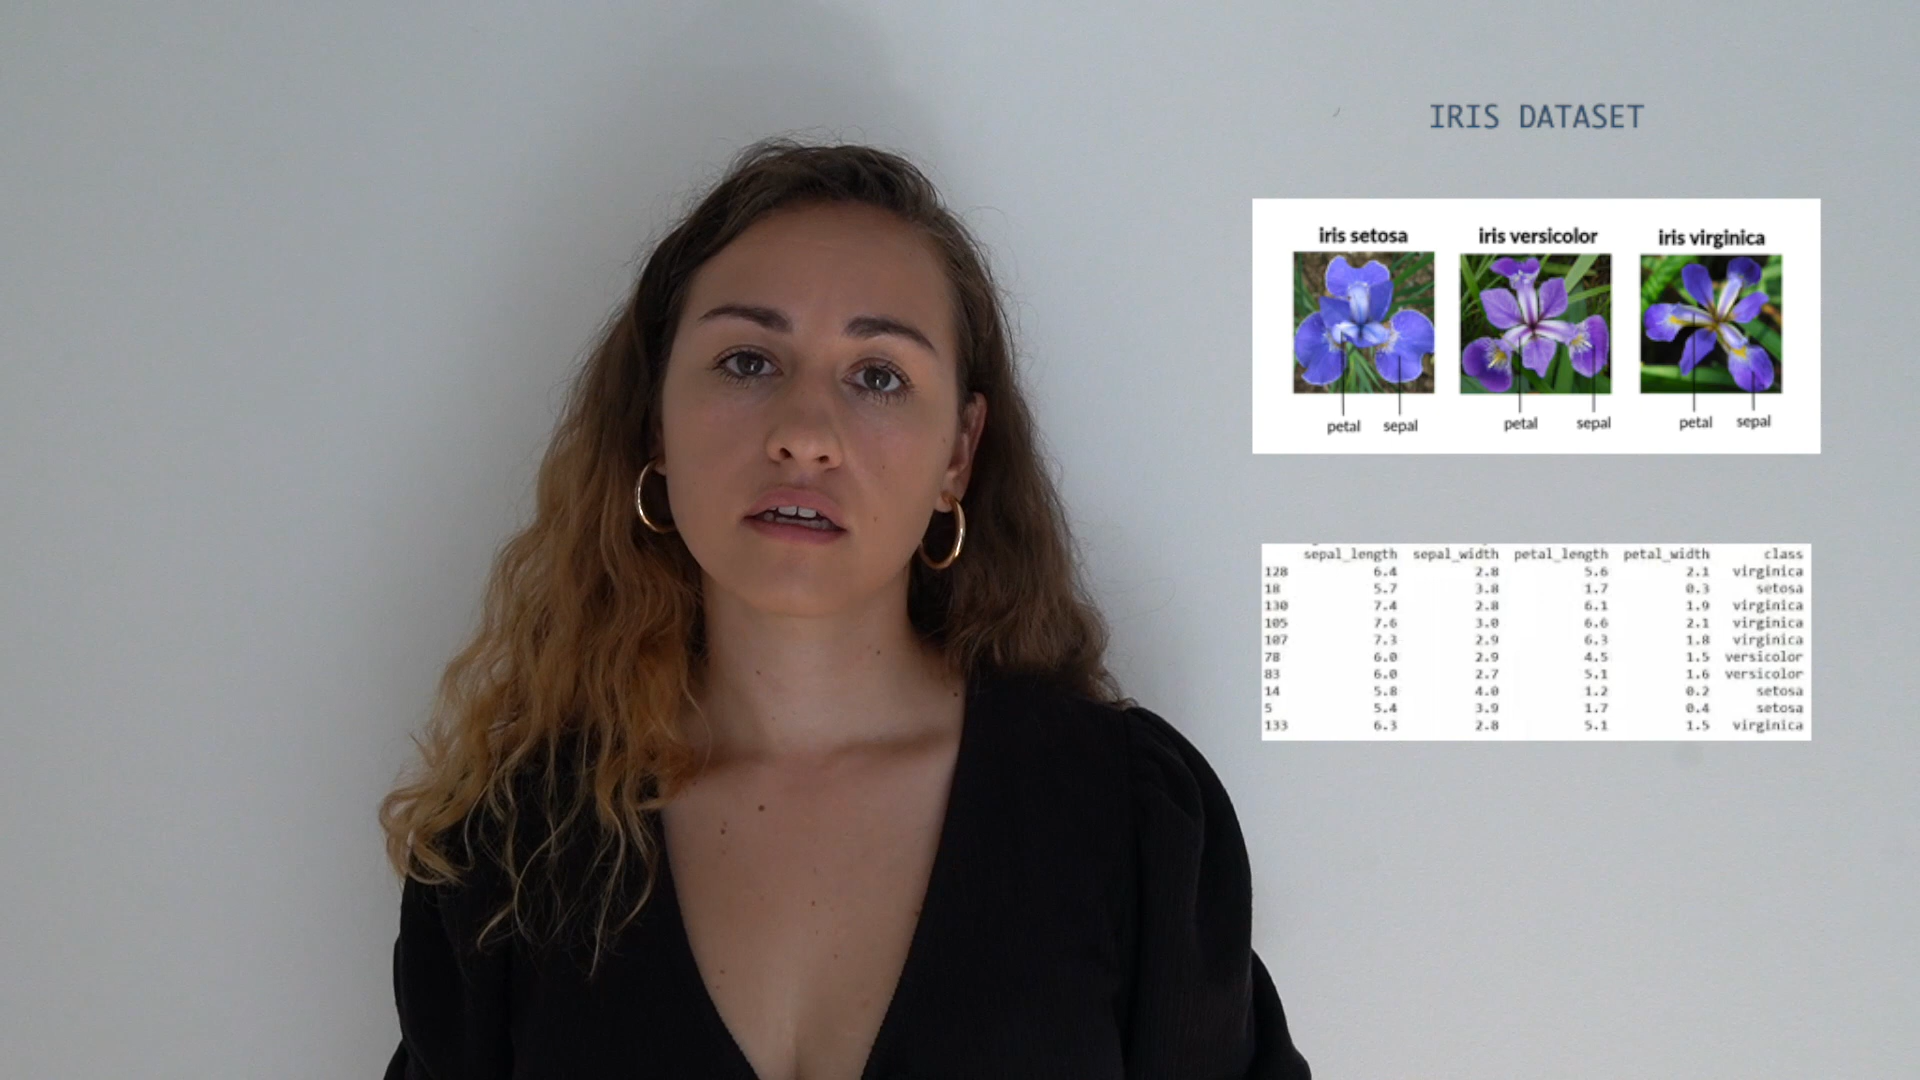 IRIS DATASET
iris setosa iris versicolor iris virginica
petal sepal petal sepal petal sepal
sepal_length sepal_width petal_length petal_width class
128 6.4 2.8 5.6 2.1 virginica
18 5.7 3.8 1.7 0.3 setosa
130 7.4 2.8 6.1 1.9 virginica
105 7.6 3.0 6.6 2.1 virginica
107 7.3 2.9 6.3 1.8 virginica
78 6.0 2.9 4.5 1.5 versicolor
83 6.0 2.7 5.1 1.6 versicolor
14 5.8 4.0 1.2 0.2 setosa
5 5.4 3.9 1.7 0.4 setosa
133 6.3 2.8 5.1 1.5 virginica